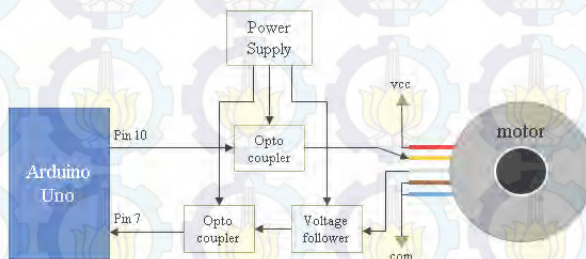 Power
Supply
vcc
motor
Pin 10
Opto
coupler
Arduino
Uno
Pin 7
Opto
coupler
Voltage
follower
com